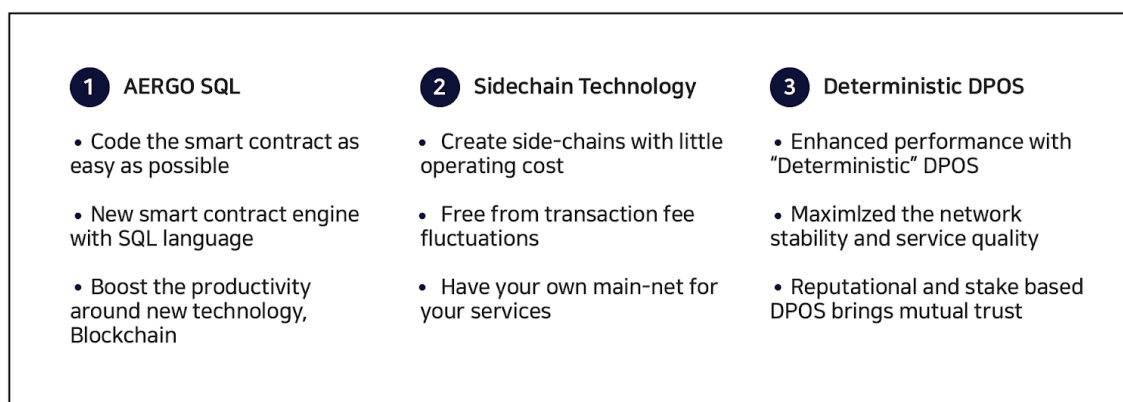 1 AERGO SQL
• Code the smart contract as
easy as possible
• New smart contract engine
with SQL language
• Boost the productivity
around new technology,
Blockchain
2 Sidechain Technology
• Create side-chains with little
operating cost
• Free from transaction fee
fluctuations
• Have your own main-net for
your services
3 Deterministic DPOS
• Enhanced performance with
"Deterministic" DPOS
• Maximlzed the network
stability and service quality
• Reputational and stake based
DPOS brings mutual trust